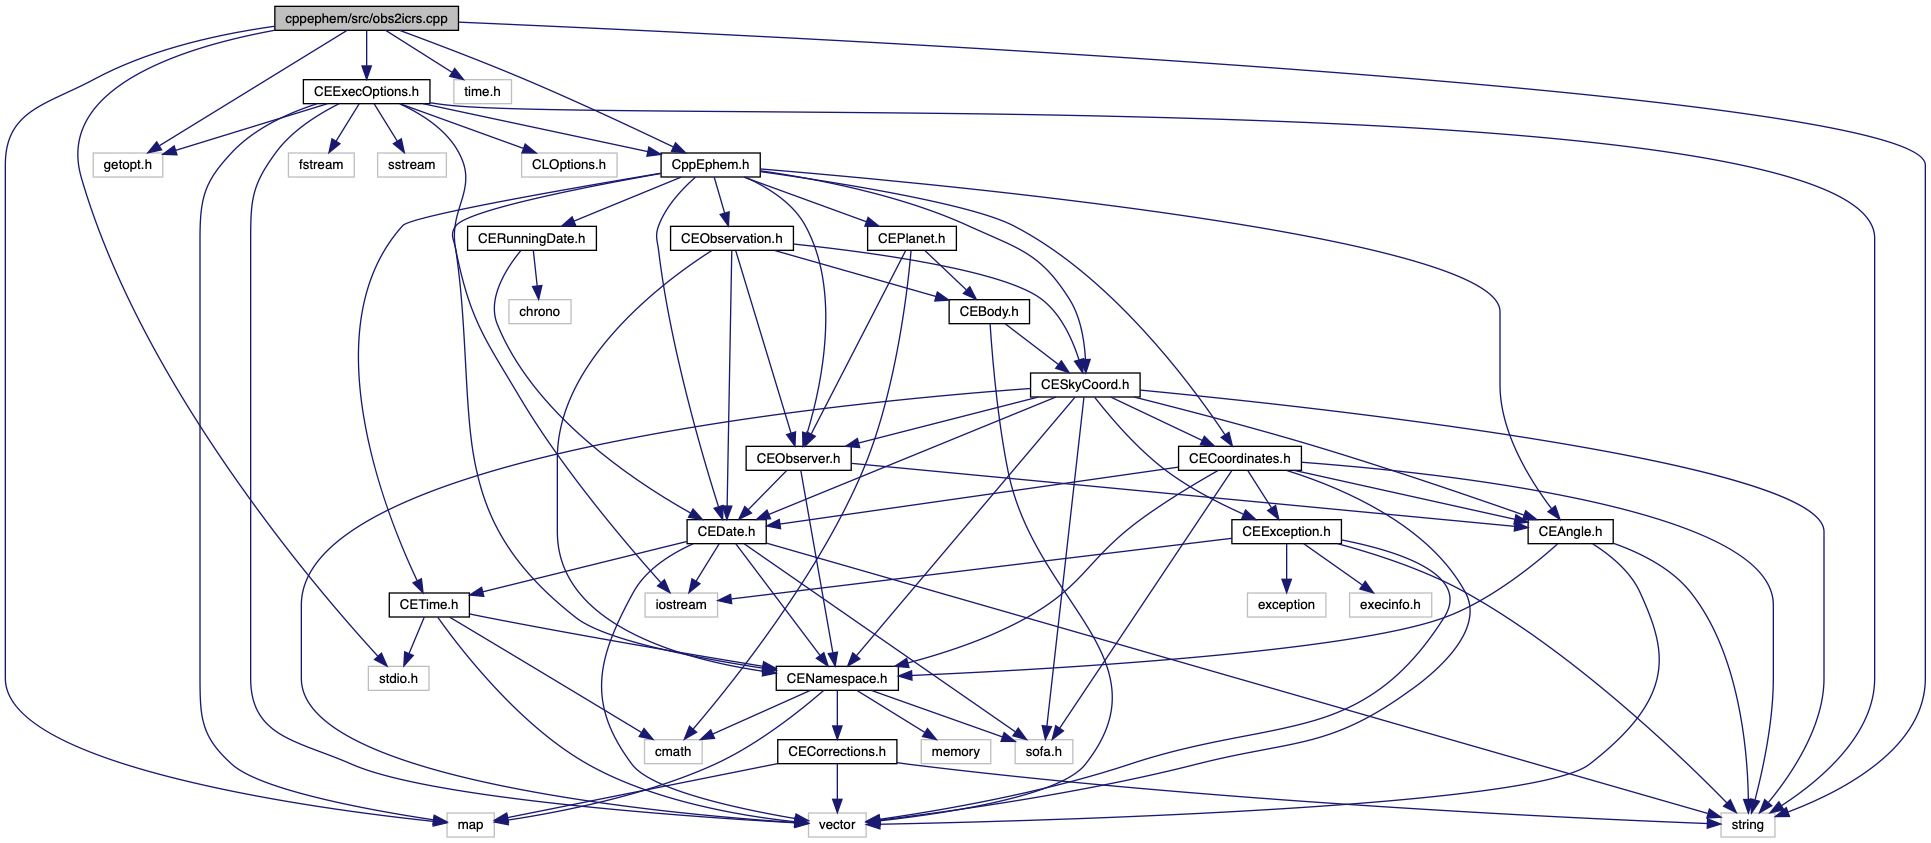 cppephem/src/obs2icrs.cpp
CEExecOptions.h
time.h
getopt.h
fstream
sstream
CLOptions.h
CppEphem.h
CERunningDate.h
CEObservation.h
CEPlanet.h
chrono
CEBody.h
CESkyCoord.h
CEObserver.h
CECoordinates.h
CEDate.h
CEException.h
CEAngle.h
CETime.h
iostream
exception
execinfo.h
stdio.h
CENamespace.h
cmath
CECorrections.h
memory
sofa.h
map
vector
string